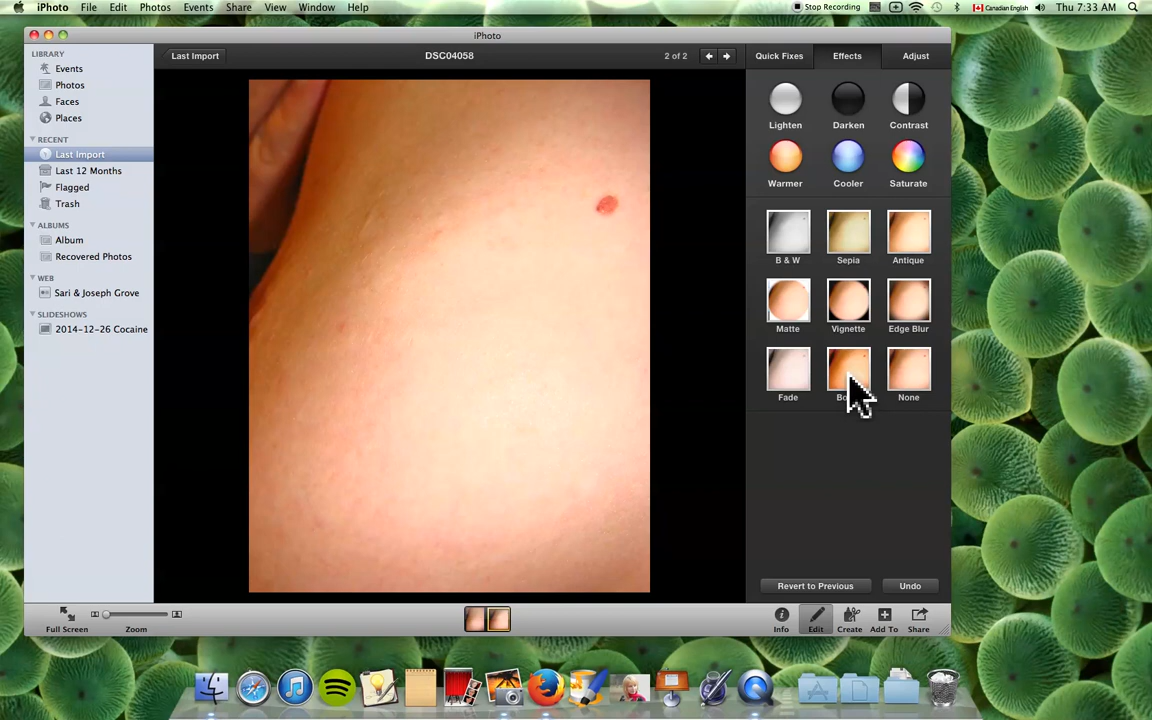 iPhoto File Edit Photos Events Share View Window Help
Stop Recording Canadian English Thu 7:33 AM
iPhoto
LIBRARY
Events
Photos
Faces
Places
RECENT
Last Import
Last 12 Months
Flagged
Trash
ALBUMS
Album
Recovered Photos
WEB
Sari & Joseph Grove
SLIDESHOWS
2014-12-26 Cocaine
Last Import DSC04058 2 of 2
Quick Fixes Effects Adjust
Lighten Darken Contrast
Warmer Cooler Saturate
B & W Sepia Antique
Matte Vignette Edge Blur
Fade None
Revert to Previous Undo
Full Screen Zoom Info Edit Create Add To Share